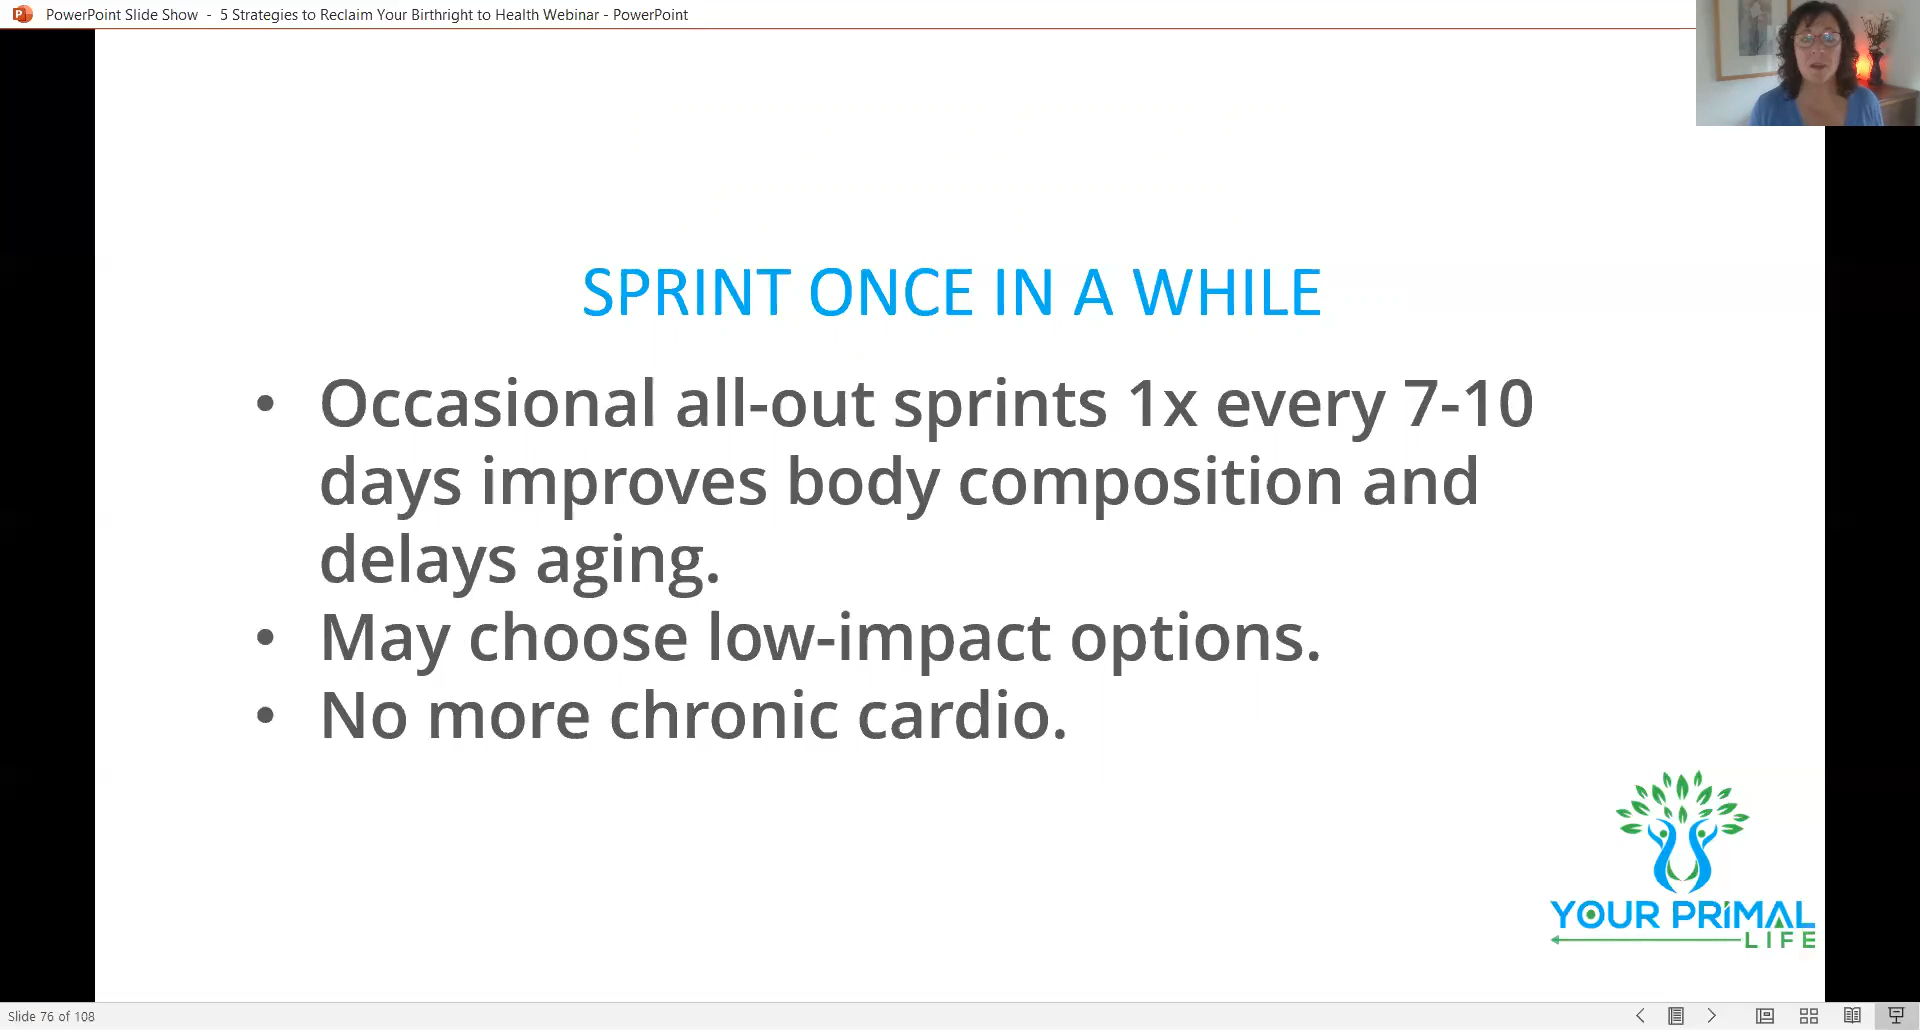 PowerPoint Slide Show - 5 Strategies to Reclaim Your Birthright to Health Webinar - PowerPoint
SPRINT ONCE IN A WHILE
• Occasional all-out sprints 1x every 7-10
days improves body composition and
delays aging.
• May choose low-impact options.
• No more chronic cardio.
YOUR PRIMAL
LIFE
Slide 76 of 108